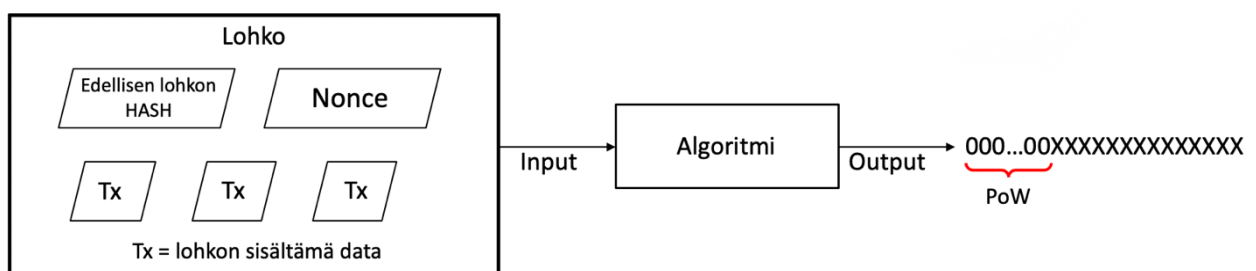 Lohko
Edellisen lohkon
HASH
Nonce
Tx
Tx
Tx
Tx = lohkon sisältämä data
Input
Algoritmi
Output
000...00XXXXXXXXXXXXXX
PoW